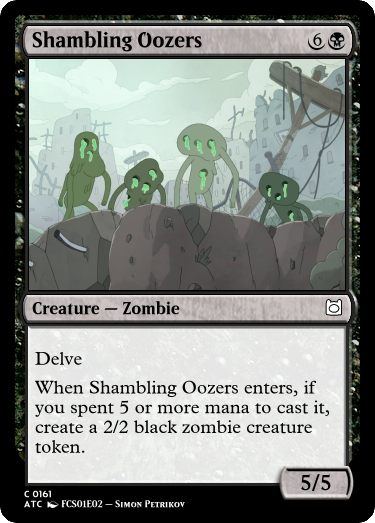 Shambling Oozers 6
Creature — Zombie
Delve
When Shambling Oozers enters, if
you spent 5 or more mana to cast it,
create a 2/2 black zombie creature
token.
5/5
C 0161
ATC FCS01E02 – Simon Petrikov